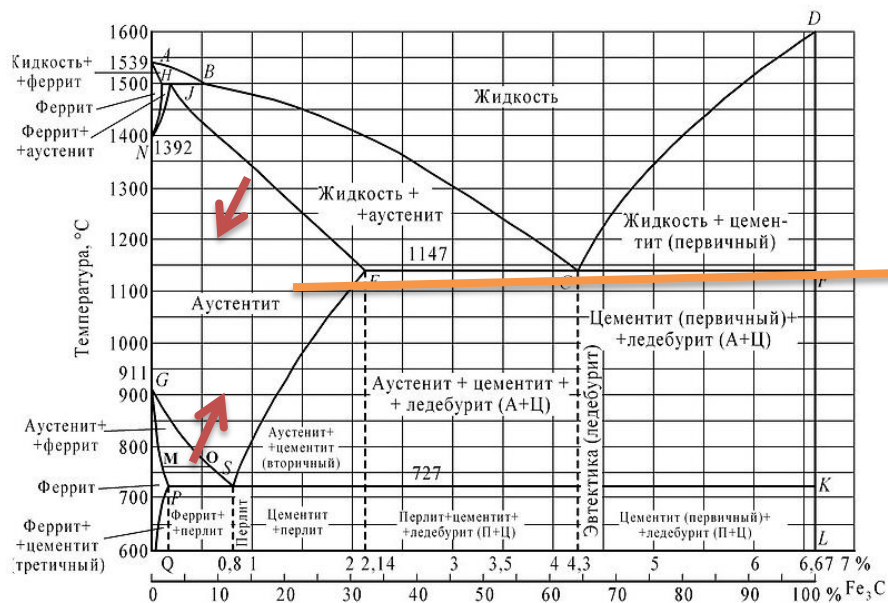 1600
1539
A
D
Жидкость+
+феррит
H
B
1500
Феррит
J
Жидкость
Феррит+
+аустенит
1400
N
1392
1300
Жидкость +
+аустенит
Температура, °C
1200
Жидкость + цемен-
тит (первичный)
1147
E
C
F
1100
Аустентит
Цементит (первичный)+
+ледебурит (А+Ц)
1000
911
G
900
Аустенит + цементит +
+ ледебурит (А+Ц)
Эвтектика (ледебурит)
Аустенит+
+феррит
800
M
O
S
Аустенит+
+цементит
(вторичный)
727
Феррит
700
P
K
Феррит+
+цементит
(третичный)
Феррит+
+перлит
Перлит
Цементит
+перлит
Перлит+цементит+
+ледебурит (П+Ц)
Цементит (первичный)+
+ледебурит (П+Ц)
600
L
Q 0,8 1 2 2,14 3 3,5 4 4,3 5 6 6,67 7 %
0 10 20 30 40 50 60 70 80 90 100 % Fe₃C